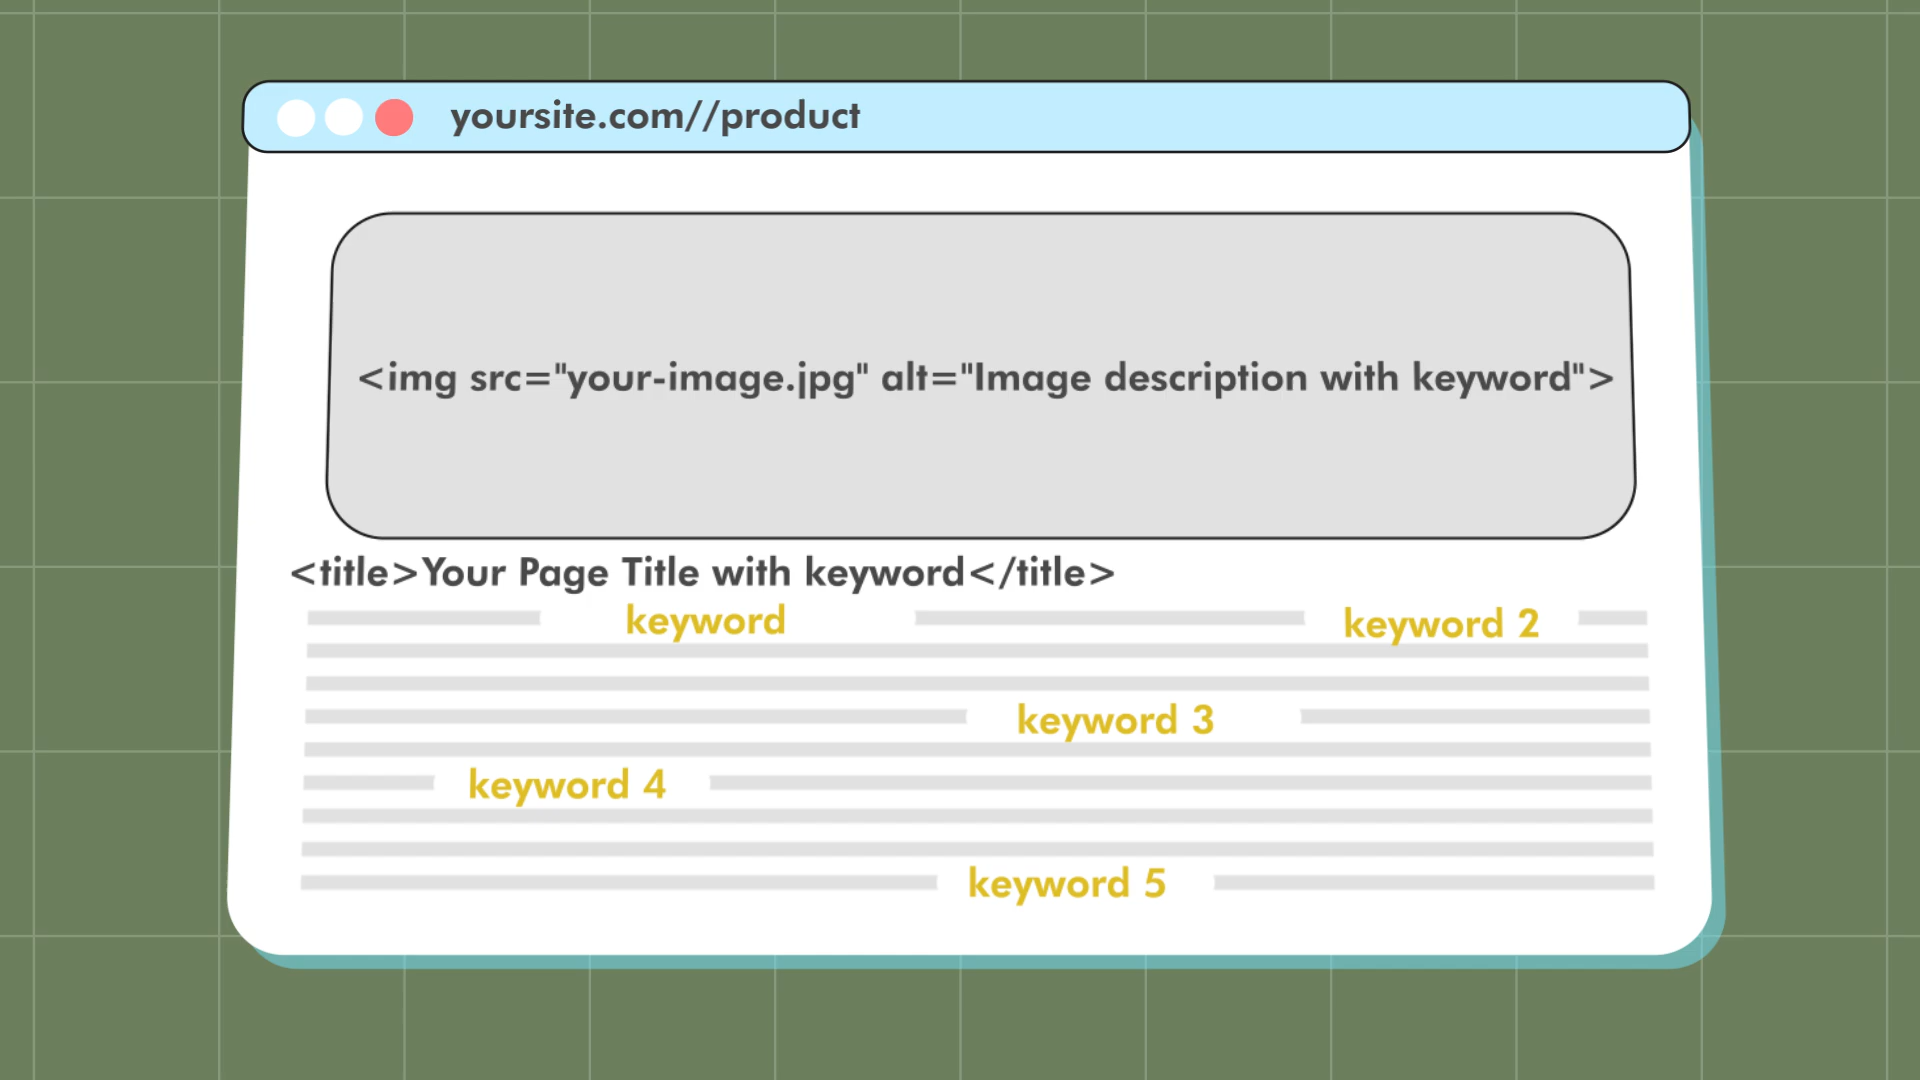 yoursite.com//product
<img src="your-image.jpg" alt="Image description with keyword">
<title>Your Page Title with keyword</title>
keyword keyword 2
keyword 3
keyword 4
keyword 5